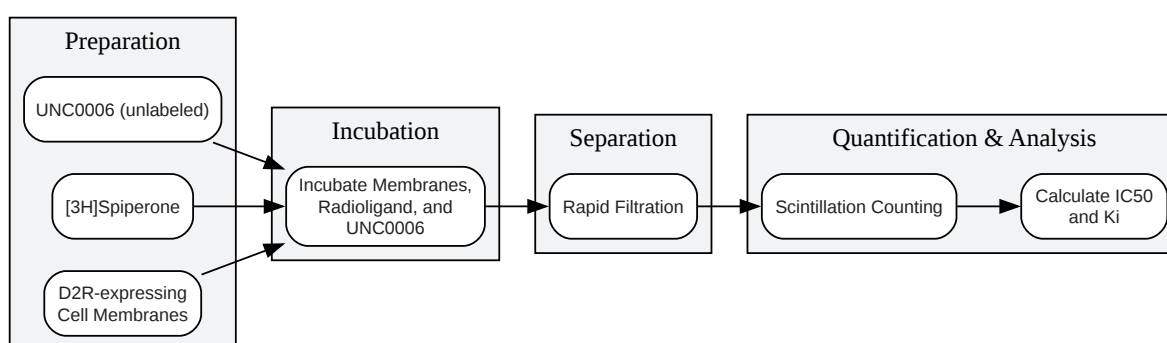 Preparation
UNC0006 (unlabeled)
[3H]Spiperone
D2R-expressing
Cell Membranes
Incubation
Incubate Membranes,
Radioligand, and
UNC0006
Separation
Rapid Filtration
Quantification & Analysis
Scintillation Counting
Calculate IC50
and Ki